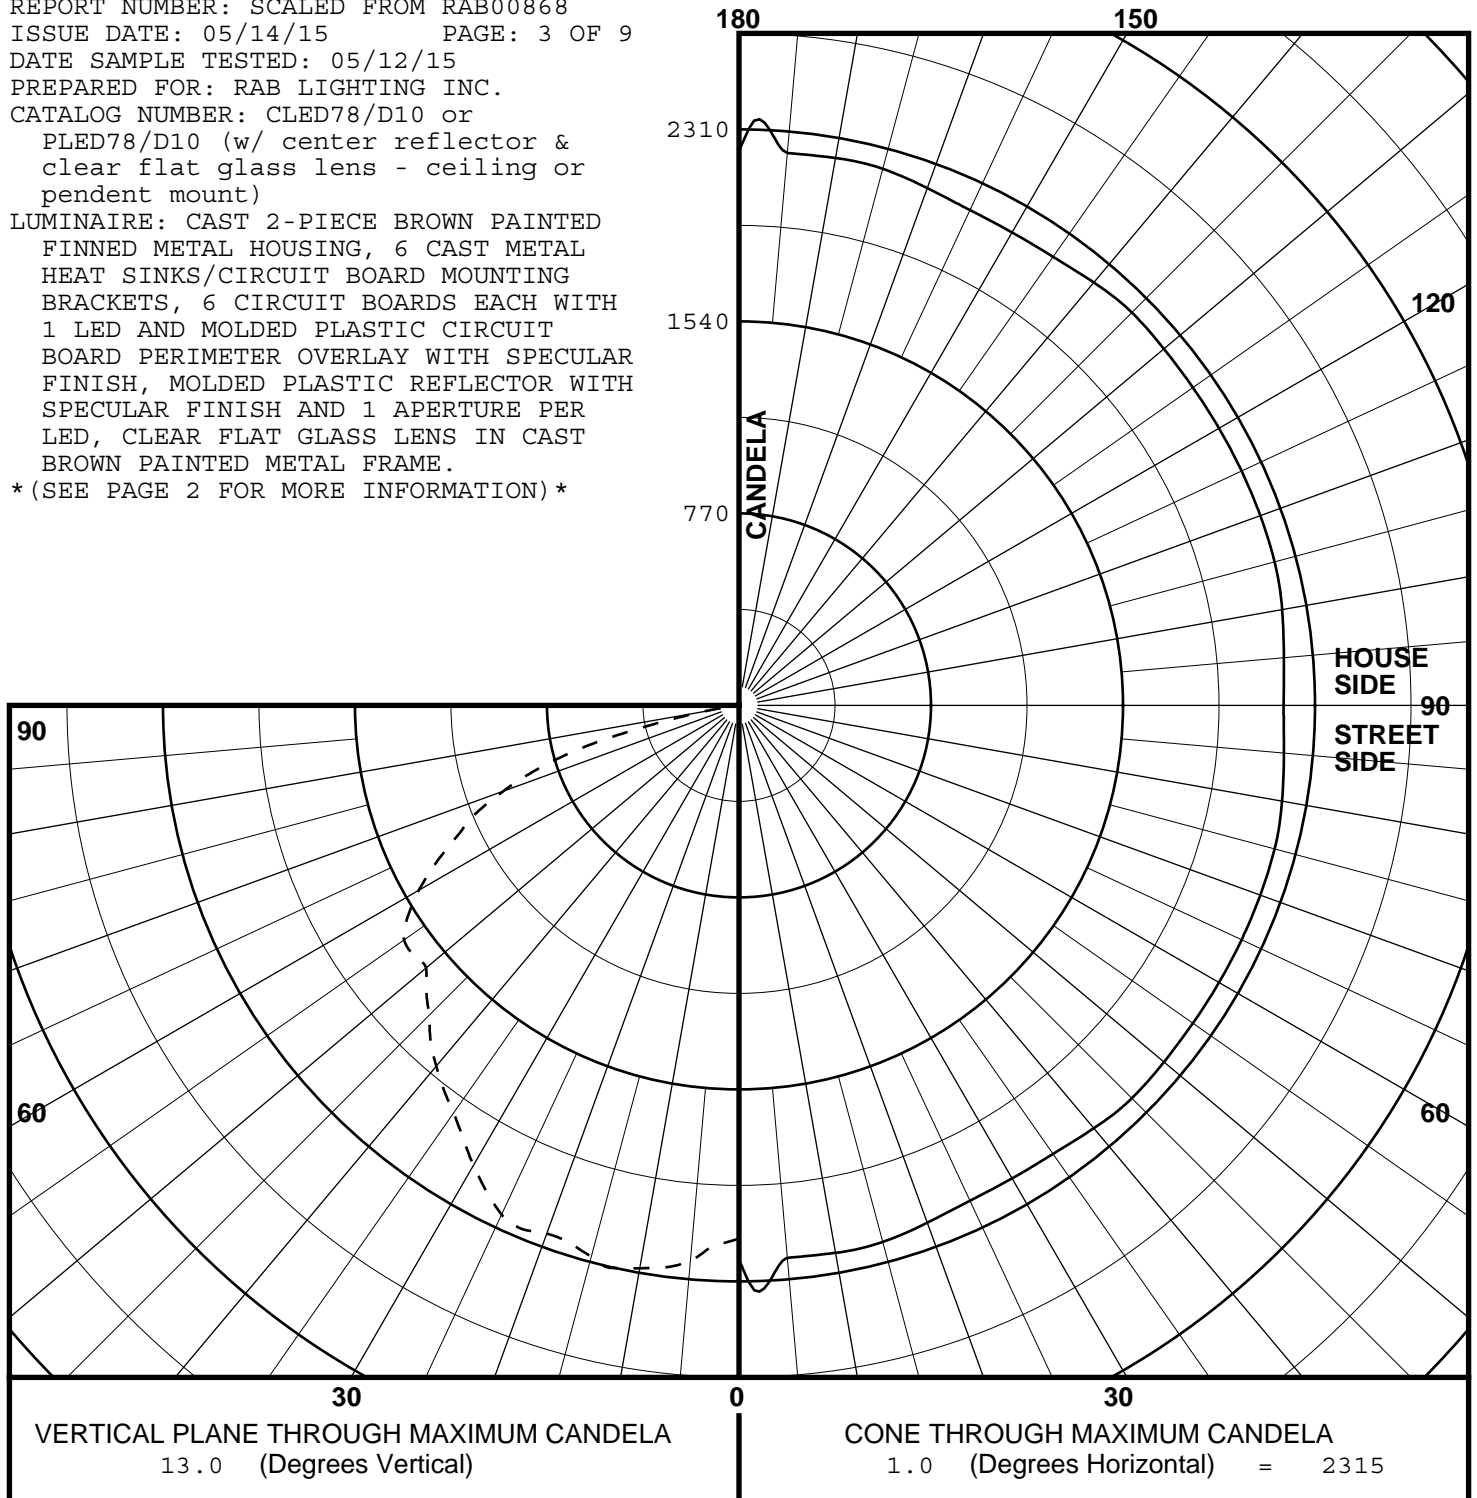 REPORT NUMBER: SCALED FROM RAB00868
ISSUE DATE: 05/14/15 PAGE: 3 OF 9
DATE SAMPLE TESTED: 05/12/15
PREPARED FOR: RAB LIGHTING INC.
CATALOG NUMBER: CLED78/D10 or
PLED78/D10 (w/ center reflector &
clear flat glass lens - ceiling or
pendent mount)
LUMINAIRE: CAST 2-PIECE BROWN PAINTED
FINNED METAL HOUSING, 6 CAST METAL
HEAT SINKS/CIRCUIT BOARD MOUNTING
BRACKETS, 6 CIRCUIT BOARDS EACH WITH
1 LED AND MOLDED PLASTIC CIRCUIT
BOARD PERIMETER OVERLAY WITH SPECULAR
FINISH, MOLDED PLASTIC REFLECTOR WITH
SPECULAR FINISH AND 1 APERTURE PER
LED, CLEAR FLAT GLASS LENS IN CAST
BROWN PAINTED METAL FRAME.
*(SEE PAGE 2 FOR MORE INFORMATION)*
180
150
2310
120
1540
CANDELA
770
HOUSE
SIDE
90
90
STREET
SIDE
60
60
30
0
30
VERTICAL PLANE THROUGH MAXIMUM CANDELA
13.0 (Degrees Vertical)
CONE THROUGH MAXIMUM CANDELA
1.0 (Degrees Horizontal) = 2315